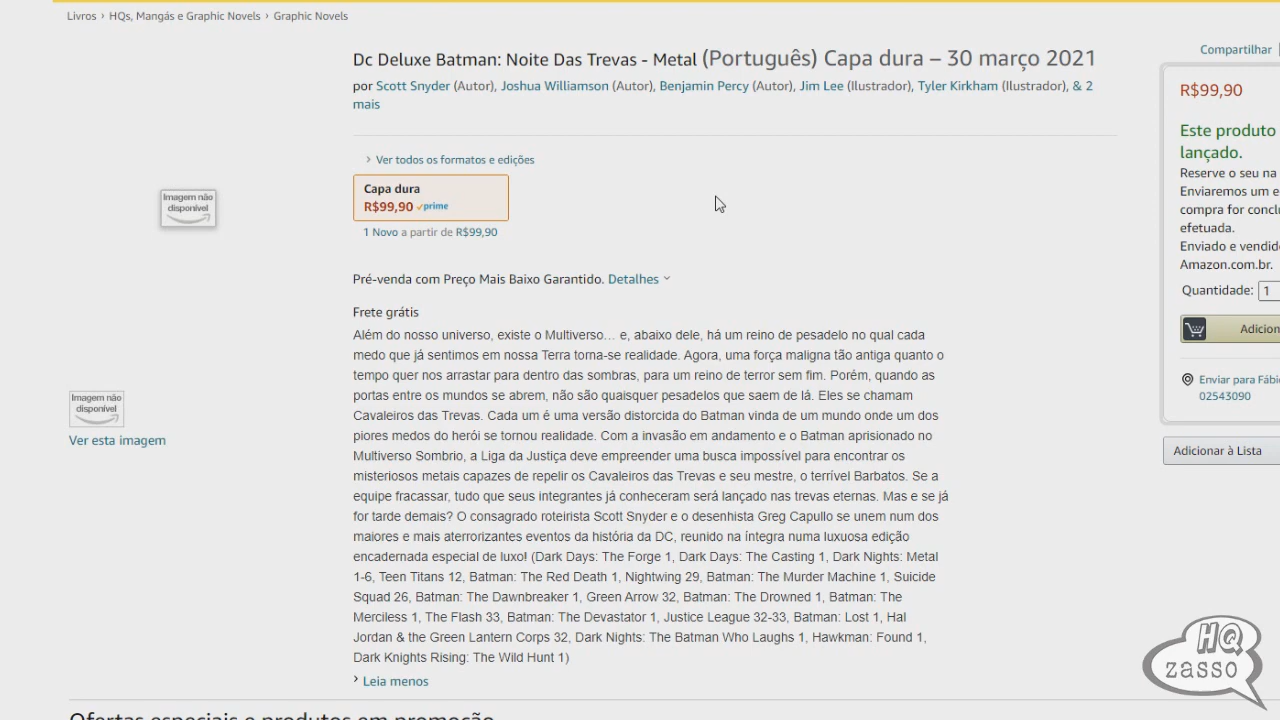 Livros › HQs, Mangás e Graphic Novels › Graphic Novels
Compartilhar
Dc Deluxe Batman: Noite Das Trevas - Metal (Português) Capa dura – 30 março 2021
por Scott Snyder (Autor), Joshua Williamson (Autor), Benjamin Percy (Autor), Jim Lee (Ilustrador), Tyler Kirkham (Ilustrador), & 2
mais
› Ver todos os formatos e edições
Capa dura
R$99,90 ✓prime
1 Novo a partir de R$99,90
Imagem não
disponível
Pré-venda com Preço Mais Baixo Garantido. Detalhes
Frete grátis
Além do nosso universo, existe o Multiverso... e, abaixo dele, há um reino de pesadelo no qual cada
medo que já sentimos em nossa Terra torna-se realidade. Agora, uma força maligna tão antiga quanto o
tempo quer nos arrastar para dentro das sombras, para um reino de terror sem fim. Porém, quando as
portas entre os mundos se abrem, não são quaisquer pesadelos que saem de lá. Eles se chamam
Cavaleiros das Trevas. Cada um é uma versão distorcida do Batman vinda de um mundo onde um dos
piores medos do herói se tornou realidade. Com a invasão em andamento e o Batman aprisionado no
Multiverso Sombrio, a Liga da Justiça deve empreender uma busca impossível para encontrar os
misteriosos metais capazes de repelir os Cavaleiros das Trevas e seu mestre, o terrível Barbatos. Se a
equipe fracassar, tudo que seus integrantes já conheceram será lançado nas trevas eternas. Mas e se já
for tarde demais? O consagrado roteirista Scott Snyder e o desenhista Greg Capullo se unem num dos
maiores e mais aterrorizantes eventos da história da DC, reunido na íntegra numa luxuosa edição
encadernada especial de luxo! (Dark Days: The Forge 1, Dark Days: The Casting 1, Dark Nights: Metal
1-6, Teen Titans 12, Batman: The Red Death 1, Nightwing 29, Batman: The Murder Machine 1, Suicide
Squad 26, Batman: The Dawnbreaker 1, Green Arrow 32, Batman: The Drowned 1, Batman: The
Merciless 1, The Flash 33, Batman: The Devastator 1, Justice League 32-33, Batman: Lost 1, Hal
Jordan & the Green Lantern Corps 32, Dark Nights: The Batman Who Laughs 1, Hawkman: Found 1,
Dark Knights Rising: The Wild Hunt 1)
› Leia menos
Imagem não
disponível
Ver esta imagem
R$99,90
Este produto
lançado.
Reserve o seu na
Enviaremos um e
compra for conclu
efetuada.
Enviado e vendido
Amazon.com.br.
Quantidade: 1
Adicion
Enviar para Fábi
02543090
Adicionar à Lista
HQ
zasso
Ofertas especiais e produtos em promoção